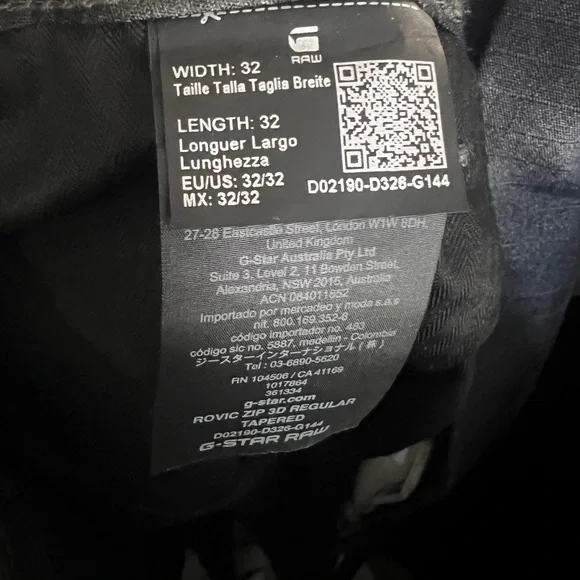 RAW
WIDTH: 32
Taille Talla Taglia Breite
LENGTH: 32
Longuer Largo
Lunghezza
EU/US: 32/32
MX: 32/32
D02190-D326-G144
27-28 Eastcastle Street, London W1W 8DH,
United Kingdom
G-Star Australia Pty Ltd
Suite 3, Level 2, 11 Bowden Street,
Alexandria, NSW 2015, Australia
ACN 084011652
Importado por mercadeo y moda s.a.s
nit. 800.169.352-8
código importador no. 483
código sic no. 5887, medellin - Colombia
ジースターインターナショナル(株)
Tel : 03-6890-5620
RN 104506 / CA 41169
1017864
361334
g-star.com
ROVIC ZIP 3D REGULAR
TAPERED
D02190-D326-G144
G-STAR RAW